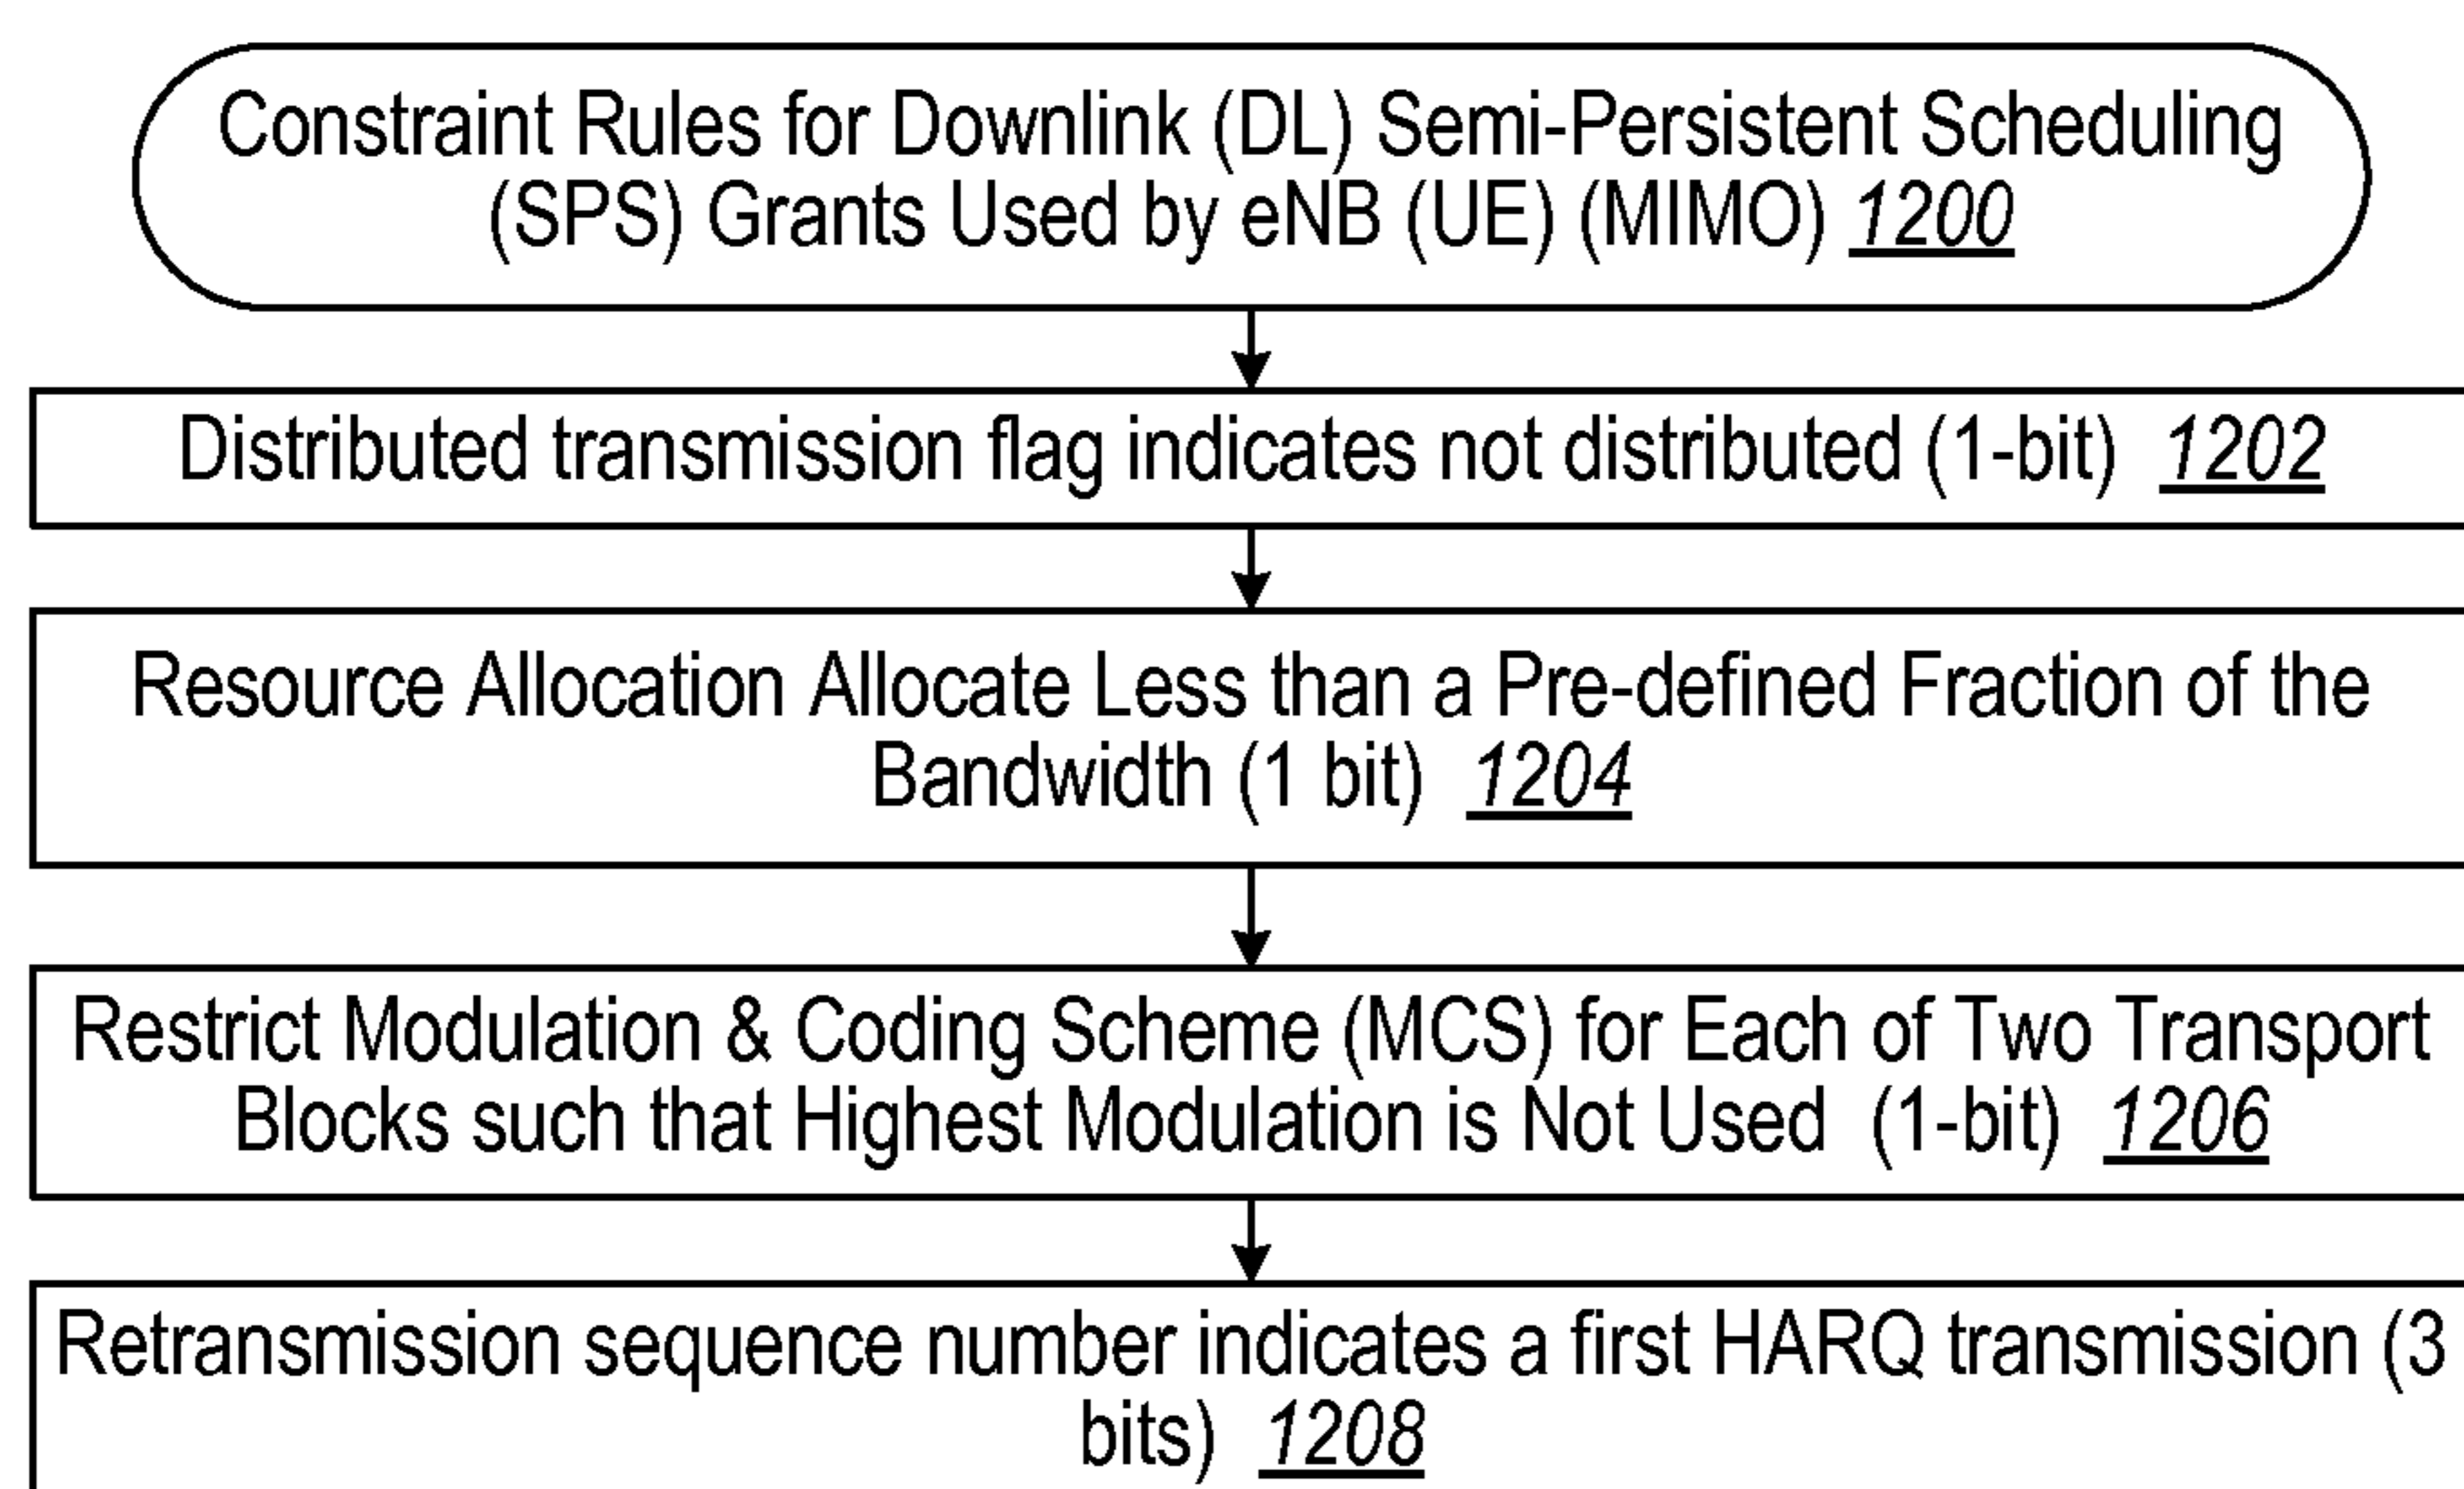 Constraint Rules for Downlink (DL) Semi-Persistent Scheduling
(SPS) Grants Used by eNB (UE) (MIMO) 1200
Distributed transmission flag indicates not distributed (1-bit) 1202
Resource Allocation Allocate Less than a Pre-defined Fraction of the
Bandwidth (1 bit) 1204
Restrict Modulation & Coding Scheme (MCS) for Each of Two Transport
Blocks such that Highest Modulation is Not Used (1-bit) 1206
Retransmission sequence number indicates a first HARQ transmission (3
bits) 1208